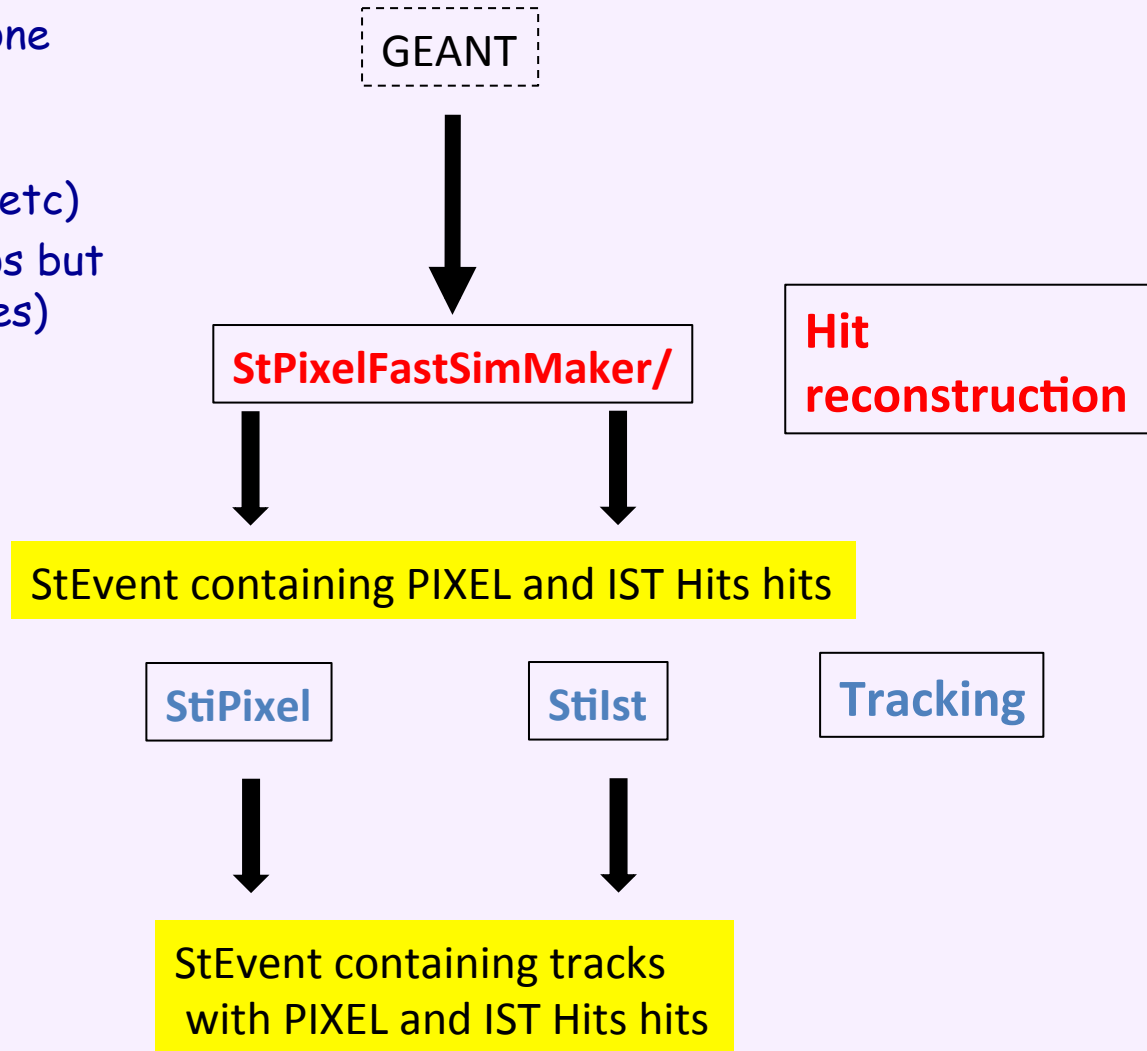 one
GEANT
etc)
os but
es)
StPixelFastSimMaker/
Hit
reconstruction
StEvent containing PIXEL and IST Hits hits
StiPixel
StiIst
Tracking
StEvent containing tracks
with PIXEL and IST Hits hits